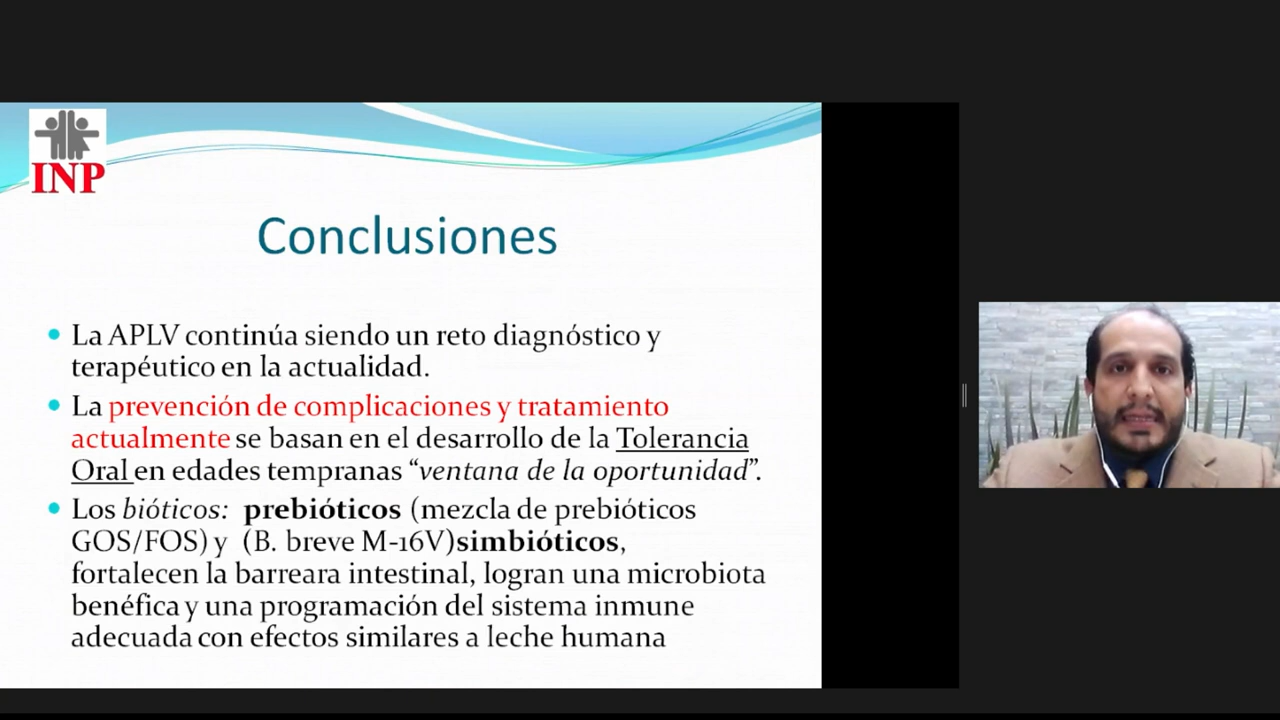 INP
Conclusiones
La APLV continúa siendo un reto diagnóstico y
terapéutico en la actualidad.
La prevención de complicaciones y tratamiento
actualmente se basan en el desarrollo de la Tolerancia
Oral en edades tempranas “ventana de la oportunidad”.
Los bióticos: prebióticos (mezcla de prebióticos
GOS/FOS) y (B. breve M-16V)simbióticos,
fortalecen la barreara intestinal, logran una microbiota
benéfica y una programación del sistema inmune
adecuada con efectos similares a leche humana